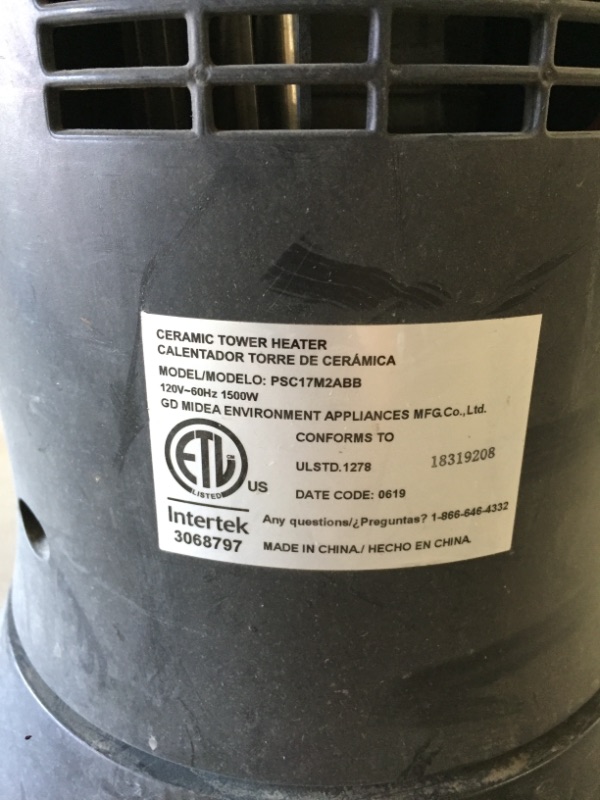 CERAMIC TOWER HEATER
CALENTADOR TORRE DE CERÁMICA
MODEL/MODELO: PSC17M2ABB
120V~60Hz 1500W
GD MIDEA ENVIRONMENT APPLIANCES MFG.Co.,Ltd.
ETL CM
LISTED
US
Intertek
3068797
CONFORMS TO
ULSTD.1278
18319208
DATE CODE: 0619
Any questions/¿Preguntas? 1-866-646-4332
MADE IN CHINA./ HECHO EN CHINA.